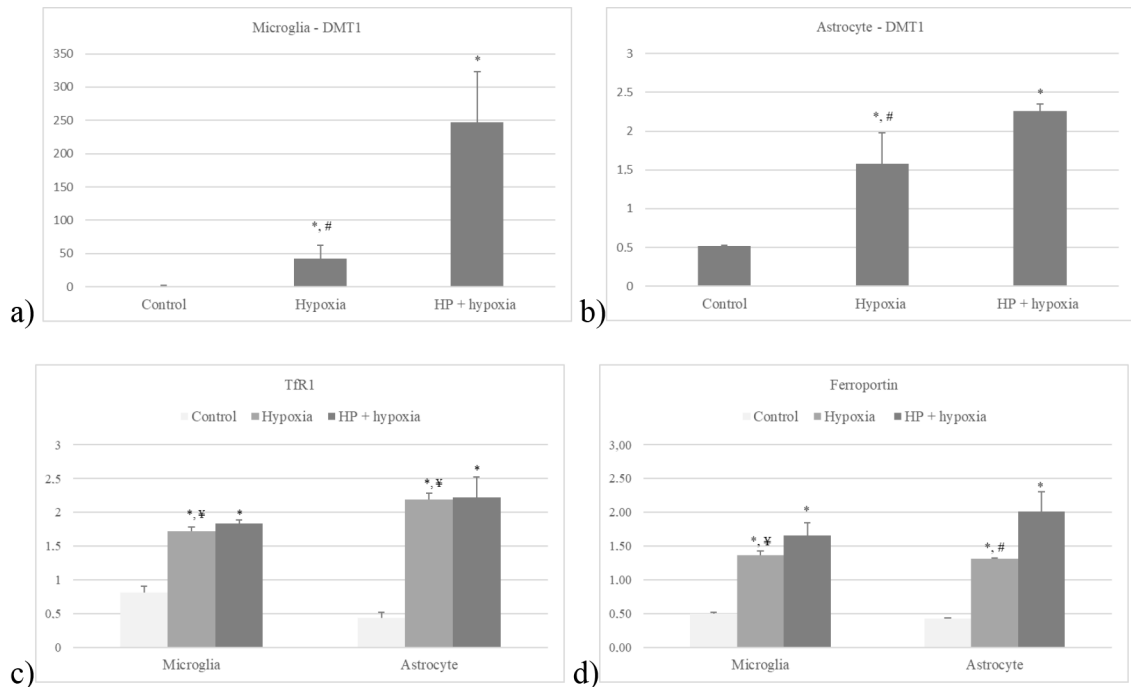 Microglia - DMT1
350
300
250
200
150
100
50
0
*
*, #
Control Hypoxia HP + hypoxia
a)
Astrocyte - DMT1
3
2.5
2
1.5
1
0.5
0
*, #
*
Control Hypoxia HP + hypoxia
b)
TfR1
Control Hypoxia HP + hypoxia
3
2.5
2
1.5
1
0.5
0
*, ¥ * *, ¥ *
Microglia Astrocyte
c)
Ferroportin
Control Hypoxia HP + hypoxia
3,00
2.50
2.00
1.50
1.00
0.50
0.00
*, ¥ * *, # *
Microglia Astrocyte
d)